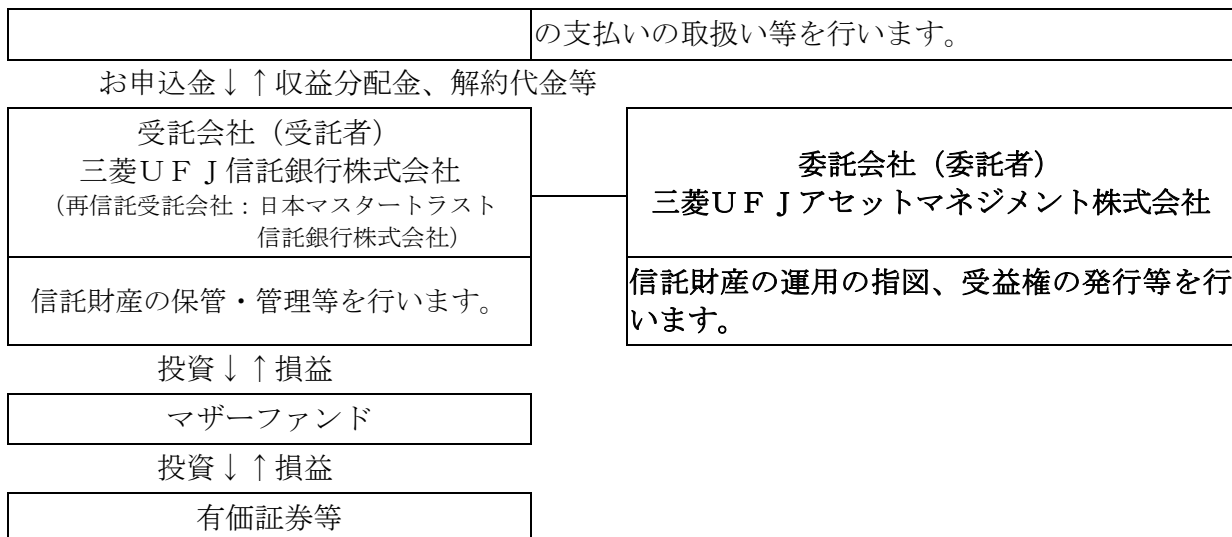 の支払いの取扱い等を行います。
お申込金↓↑収益分配金、解約代金等
受託会社（受託者）
三菱ＵＦＪ信託銀行株式会社
（再信託受託会社：日本マスタートラスト
信託銀行株式会社）
委託会社（委託者）
三菱ＵＦＪアセットマネジメント株式会社
信託財産の保管・管理等を行います。
信託財産の運用の指図、受益権の発行等を行
います。
投資↓↑損益
マザーファンド
投資↓↑損益
有価証券等